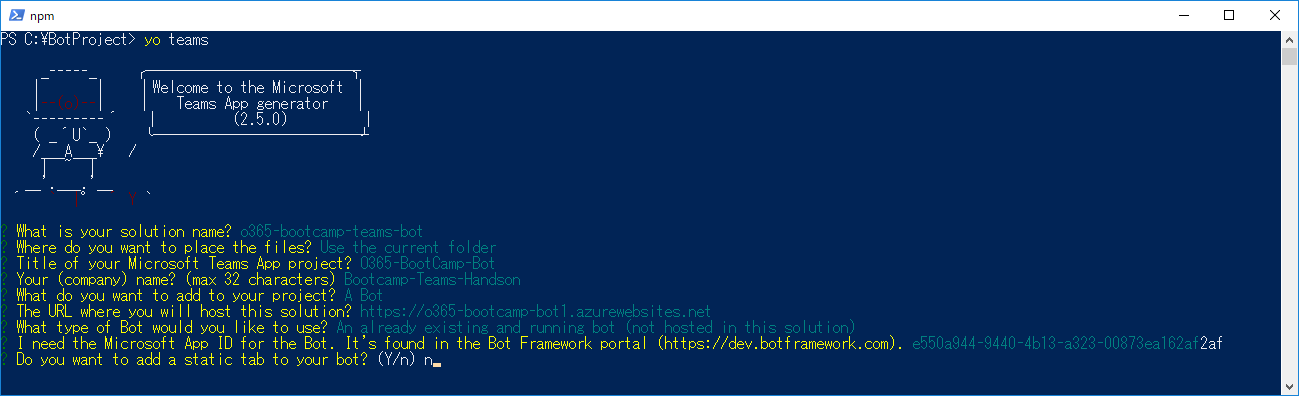 npm
PS C:¥BotProject> yo teams
Welcome to the Microsoft
Teams App generator
(2.5.0)
? What is your solution name? o365-bootcamp-teams-bot
? Where do you want to place the files? Use the current folder
? Title of your Microsoft Teams App project? O365-BootCamp-Bot
? Your (company) name? (max 32 characters) Bootcamp-Teams-Handson
? What do you want to add to your project? A Bot
? The URL where you will host this solution? https://o365-bootcamp-bot1.azurewebsites.net
? What type of Bot would you like to use? An already existing and running bot (not hosted in this solution)
? I need the Microsoft App ID for the Bot. It's found in the Bot Framework portal (https://dev.botframework.com). e550a944-9440-4b13-a323-00873ea162af2af
? Do you want to add a static tab to your bot? (Y/n) n